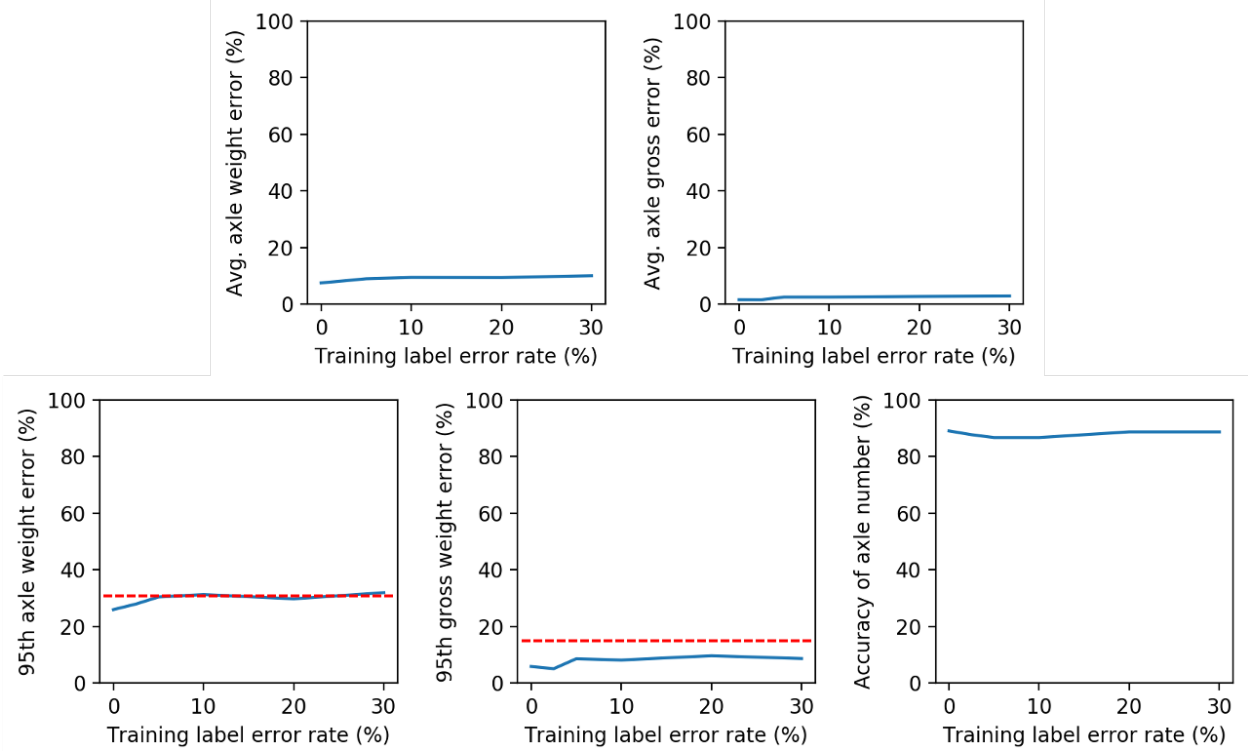 Avg. axle weight error (%)
100
80
60
40
20
0
0 10 20 30
Training label error rate (%)
Avg. axle gross error (%)
100
80
60
40
20
0
0 10 20 30
Training label error rate (%)
95th axle weight error (%)
100
80
60
40
20
0
0 10 20 30
Training label error rate (%)
95th gross weight error (%)
100
80
60
40
20
0
0 10 20 30
Training label error rate (%)
Accuracy of axle number (%)
100
80
60
40
20
0
0 10 20 30
Training label error rate (%)